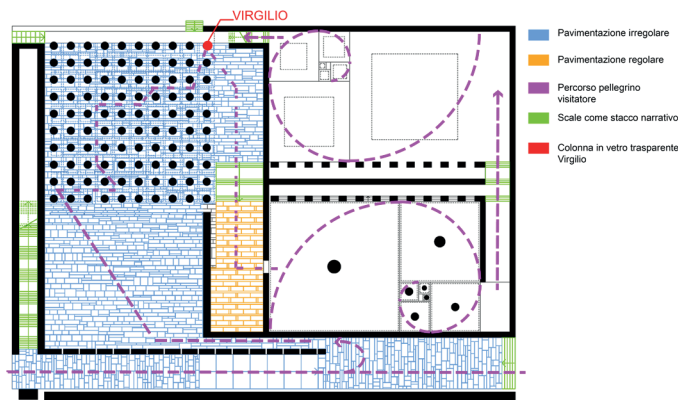 VIRGILIO
Pavimentazione irregolare
Pavimentazione regolare
Percorso pellegrino
visitatore
Scale come stacco narrativo
Colonna in vetro trasparente
Virgilio